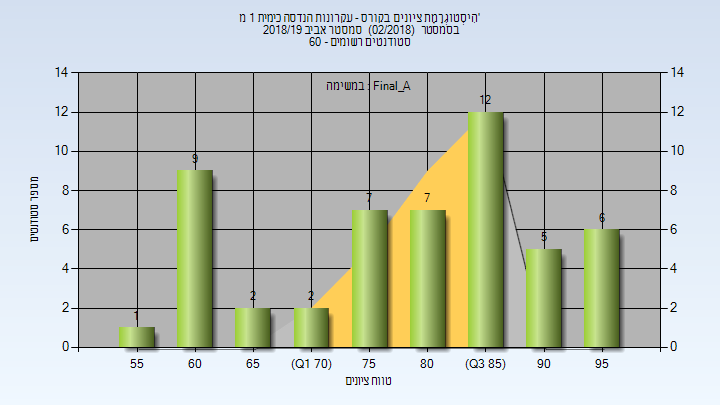 היסטוגרמת ציונים בקורס - עקרונות הנדסה כימית 1 מ'
בסמסטר (02/2018) סמסטר אביב 2018/19
סטודנטים רשומים - 60
במשימה : Final_A
מספר סטודנטים
14 14
12 12
10 10
8 8
6 6
4 4
2 2
0 0
1 9 2 2 7 7 12 5 6
55 60 65 (Q1 70) 75 80 (Q3 85) 90 95
טווח ציונים